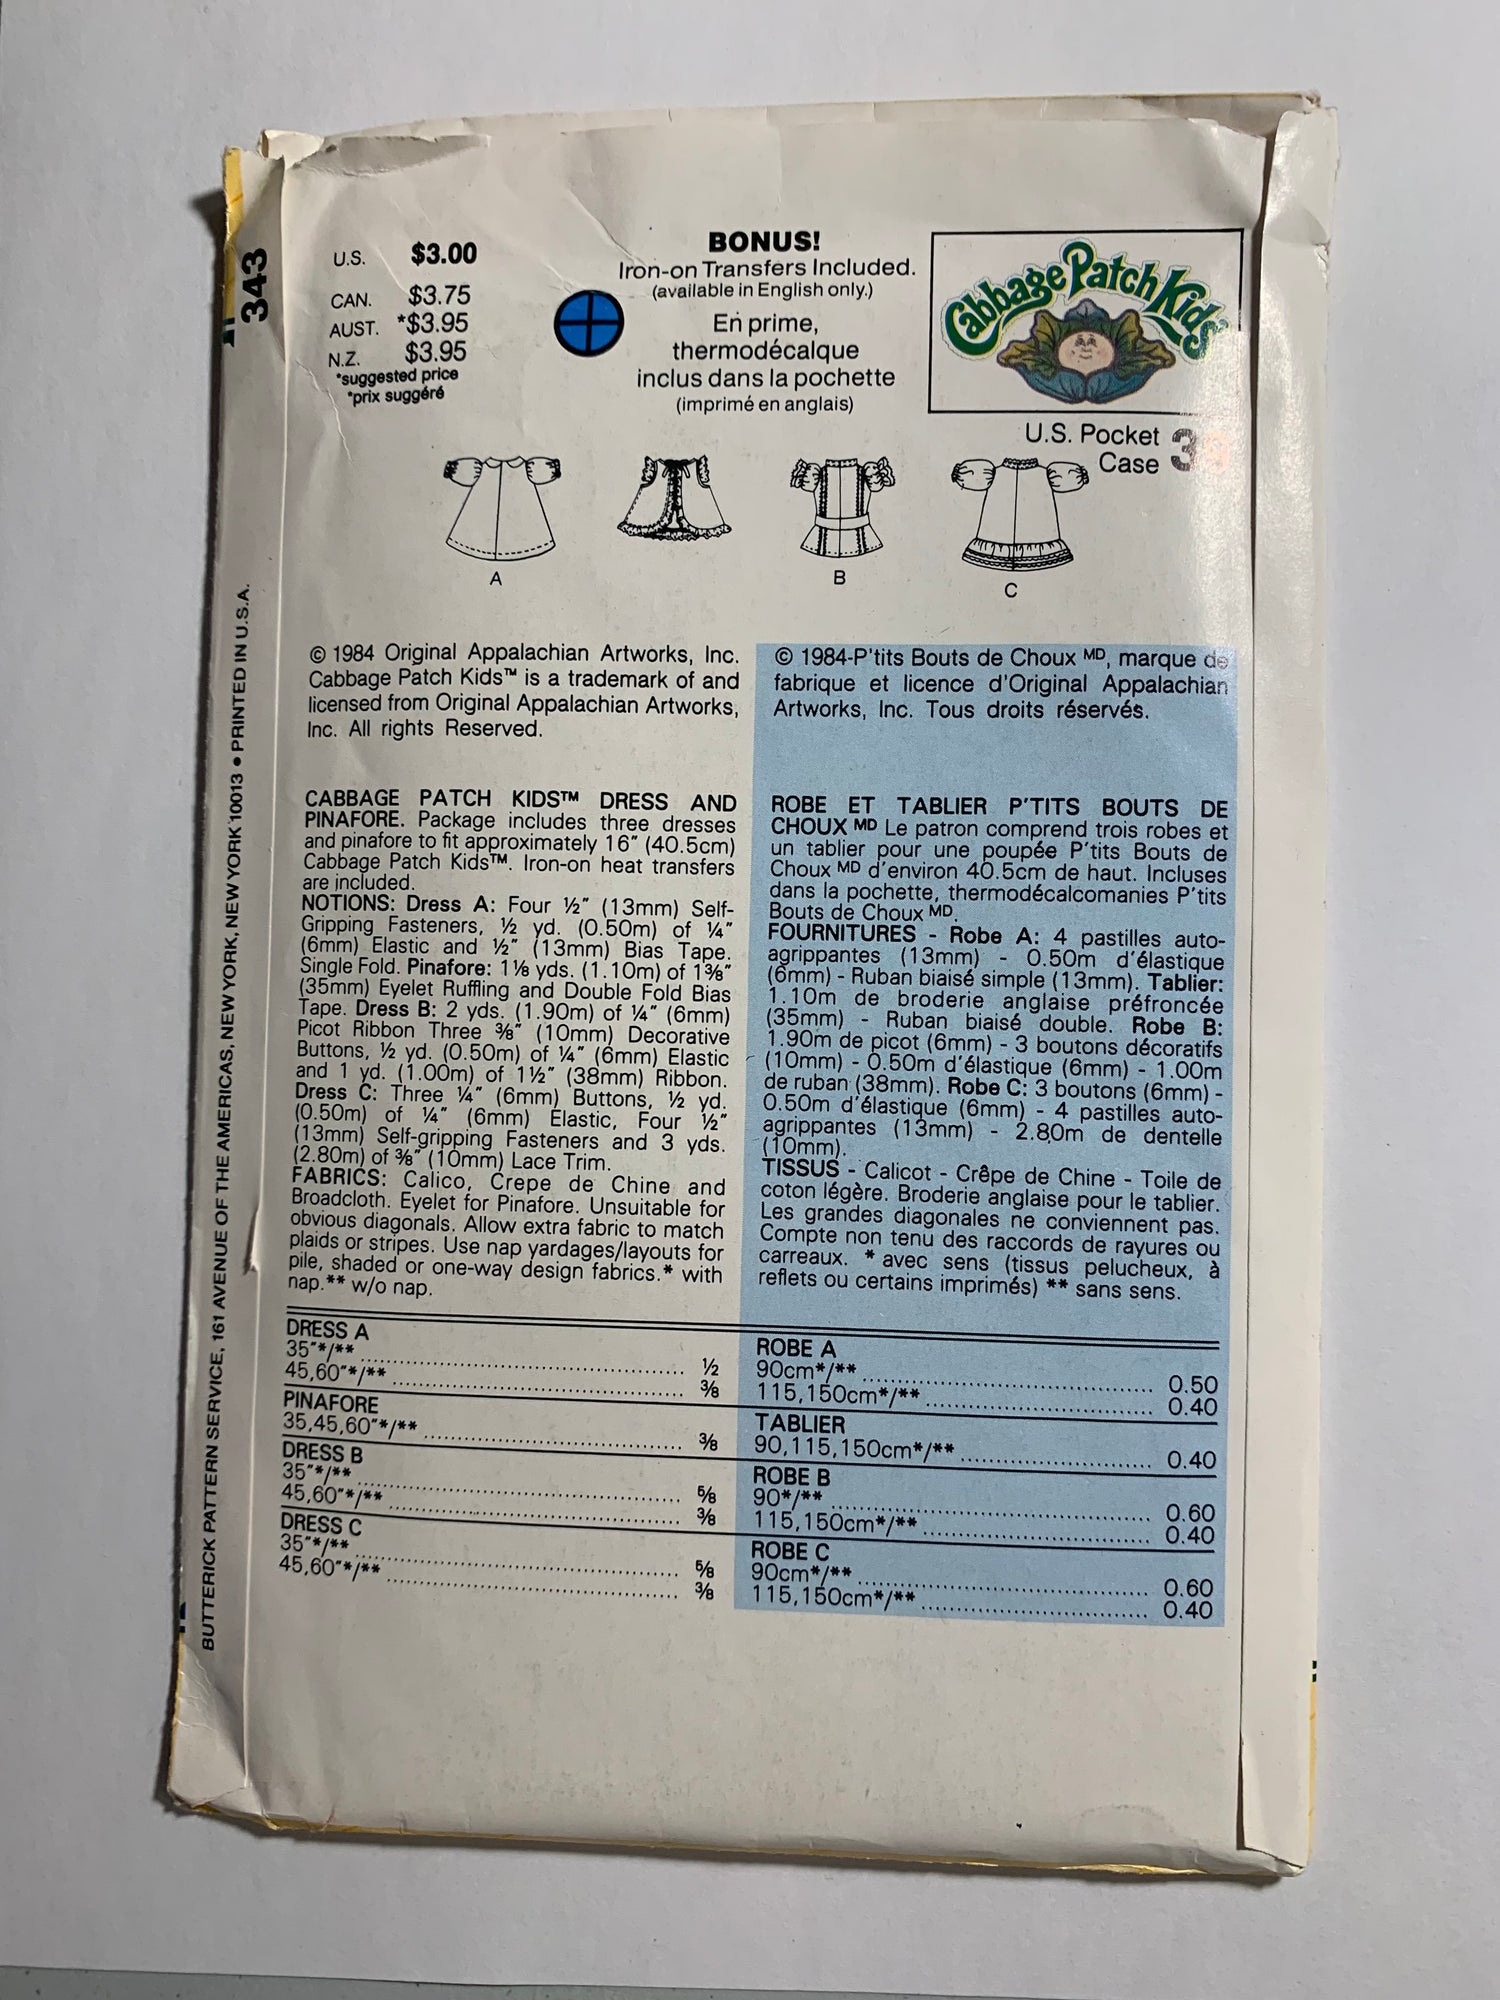 343
BUTTERICK PATTERN SERVICE, 161 AVENUE OF THE AMERICAS, NEW YORK, NEW YORK 10013 • PRINTED IN U.S.A.
U.S. $3.00
CAN. $3.75
AUST. *$3.95
N.Z. $3.95
*suggested price
*prix suggéré
BONUS!
Iron-on Transfers Included.
(available in English only.)
En prime,
thermodécalque
inclus dans la pochette
(imprimé en anglais)
Cabbage Patch Kids
U.S. Pocket
Case
A
B
C
© 1984 Original Appalachian Artworks, Inc.
Cabbage Patch Kids™ is a trademark of and
licensed from Original Appalachian Artworks,
Inc. All rights Reserved.
CABBAGE PATCH KIDS™ DRESS AND
PINAFORE. Package includes three dresses
and pinafore to fit approximately 16" (40.5cm)
Cabbage Patch Kids™. Iron-on heat transfers
are included.
NOTIONS: Dress A: Four ½" (13mm) Self-
Gripping Fasteners, ½ yd. (0.50m) of ¼"
(6mm) Elastic and ½" (13mm) Bias Tape.
Single Fold. Pinafore: 1⅛ yds. (1.10m) of 1⅜"
(35mm) Eyelet Ruffling and Double Fold Bias
Tape. Dress B: 2 yds. (1.90m) of ¼" (6mm)
Picot Ribbon Three ⅜" (10mm) Decorative
Buttons, ½ yd. (0.50m) of ¼" (6mm) Elastic
and 1 yd. (1.00m) of 1½" (38mm) Ribbon.
Dress C: Three ¼" (6mm) Buttons, ½ yd.
(0.50m) of ¼" (6mm) Elastic, Four ½"
(13mm) Self-gripping Fasteners and 3 yds.
(2.80m) of ⅜" (10mm) Lace Trim.
FABRICS: Calico, Crepe de Chine and
Broadcloth. Eyelet for Pinafore. Unsuitable for
obvious diagonals. Allow extra fabric to match
plaids or stripes. Use nap yardages/layouts for
pile, shaded or one-way design fabrics.* with
nap.** w/o nap.
© 1984-P'tits Bouts de Choux MD, marque de
fabrique et licence d'Original Appalachian
Artworks, Inc. Tous droits réservés.
ROBE ET TABLIER P'TITS BOUTS DE
CHOUX MD Le patron comprend trois robes et
un tablier pour une poupée P'tits Bouts de
Choux MD d'environ 40.5cm de haut. Incluses
dans la pochette, thermodécalcomanies P'tits
Bouts de Choux MD.
FOURNITURES - Robe A: 4 pastilles auto-
agrippantes (13mm) - 0.50m d'élastique
(6mm) - Ruban biaisé simple (13mm). Tablier:
1.10m de broderie anglaise préfroncée
(35mm) - Ruban biaisé double. Robe B:
1.90m de picot (6mm) - 3 boutons décoratifs
(10mm) - 0.50m d'élastique (6mm) - 1.00m
de ruban (38mm). Robe C: 3 boutons (6mm) -
0.50m d'élastique (6mm) - 4 pastilles auto-
agrippantes (13mm) - 2.80m de dentelle
(10mm).
TISSUS - Calicot - Crêpe de Chine - Toile de
coton légère. Broderie anglaise pour le tablier.
Les grandes diagonales ne conviennent pas.
Compte non tenu des raccords de rayures ou
carreaux. * avec sens (tissus pelucheux, à
reflets ou certains imprimés) ** sans sens.
DRESS A
35"*/** ½
45,60"*/** ⅜
PINAFORE
35,45,60"*/** ⅜
DRESS B
35"*/** ⅝
45,60"*/** ⅜
DRESS C
35"*/** ⅝
45,60"*/** ⅜
ROBE A
90cm*/** 0.50
115,150cm*/** 0.40
TABLIER
90,115,150cm*/** 0.40
ROBE B
90*/** 0.60
115,150cm*/** 0.40
ROBE C
90cm*/** 0.60
115,150cm*/** 0.40